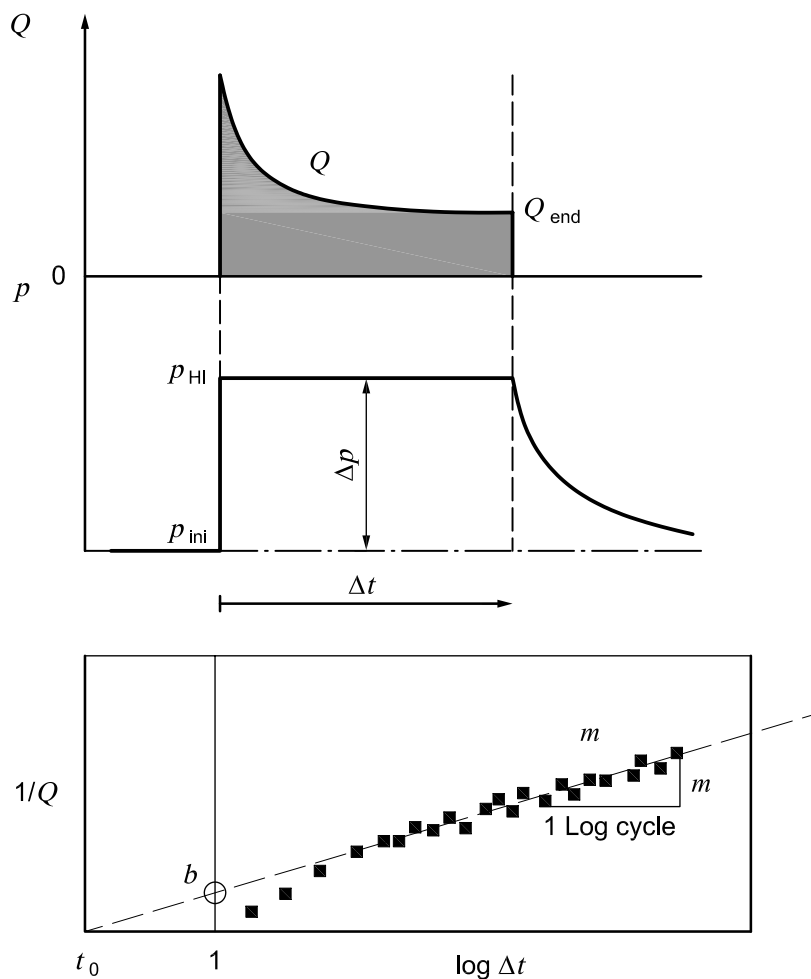 Q
Q
Q end
0
p
p HI
Δp
p ini
Δt
m
1/Q
m
1 Log cycle
b
t 0
1
log Δt